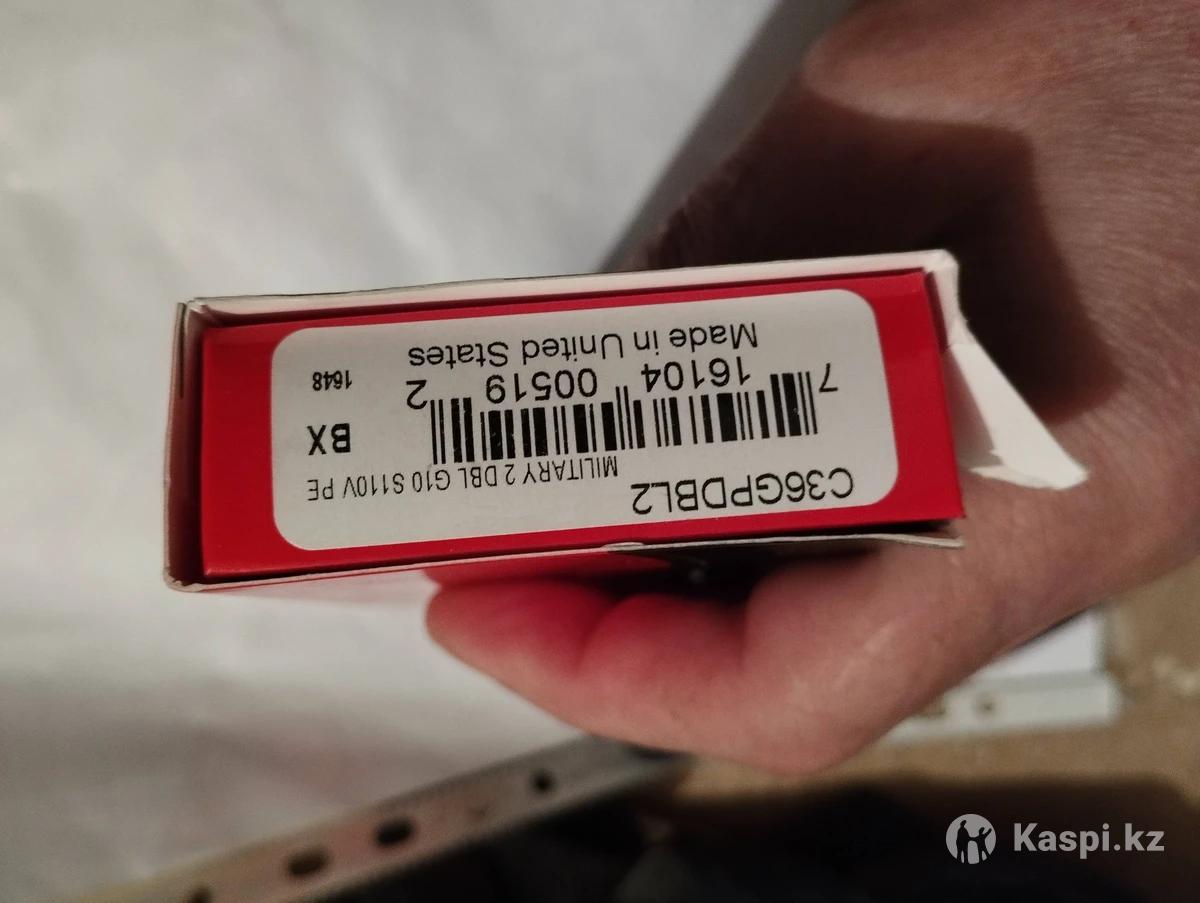 C36GPDBL2
MILITARY 2 DBL G10 S110V PE
BX
7 16104 00519 2
1648
Made in United States
Kaspi.kz